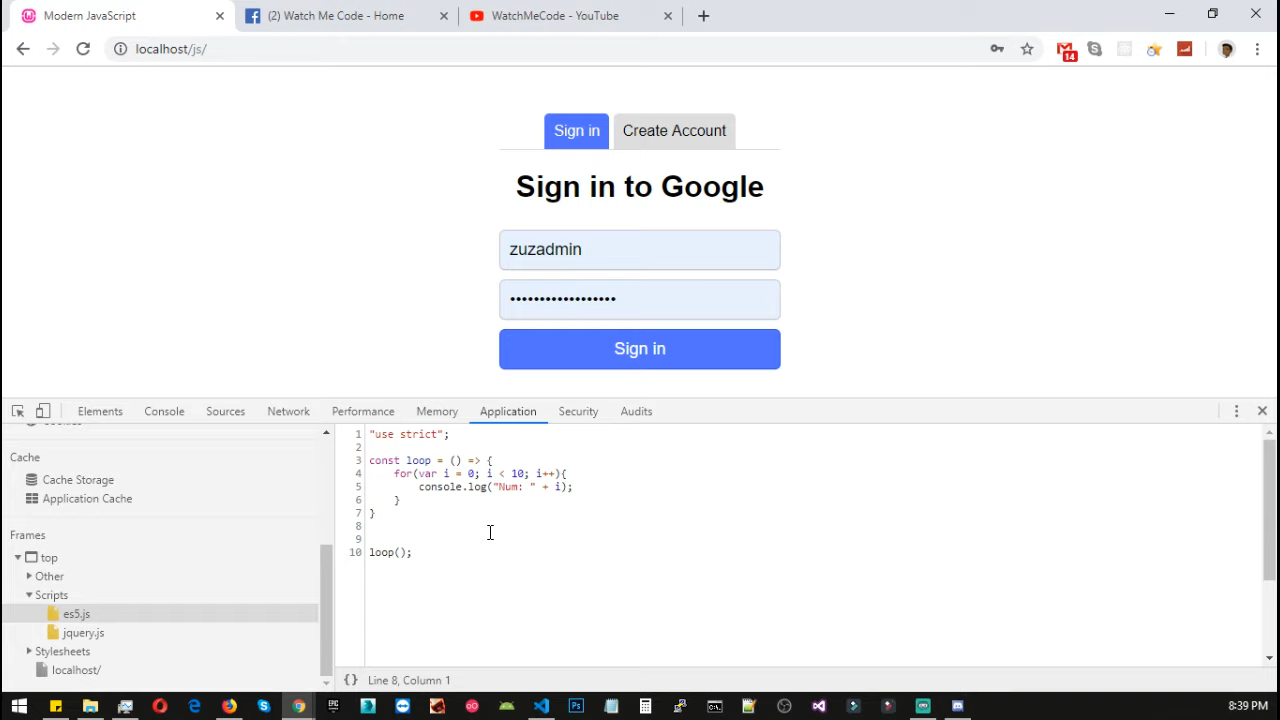 Modern JavaScript
(2) Watch Me Code - Home
WatchMeCode - YouTube
localhost/js/
14
Sign in
Create Account
Sign in to Google
zuzadmin
••••••••••••••••••
Sign in
Elements
Console
Sources
Network
Performance
Memory
Application
Security
Audits
Cache
Cache Storage
Application Cache
Frames
top
Other
Scripts
es5.js
jquery.js
Stylesheets
localhost/
1 "use strict";
2
3 const loop = () => {
4 for(var i = 0; i < 10; i++){
5 console.log("Num: " + i);
6 }
7 }
8
9
10 loop();
{} Line 8, Column 1
8:39 PM